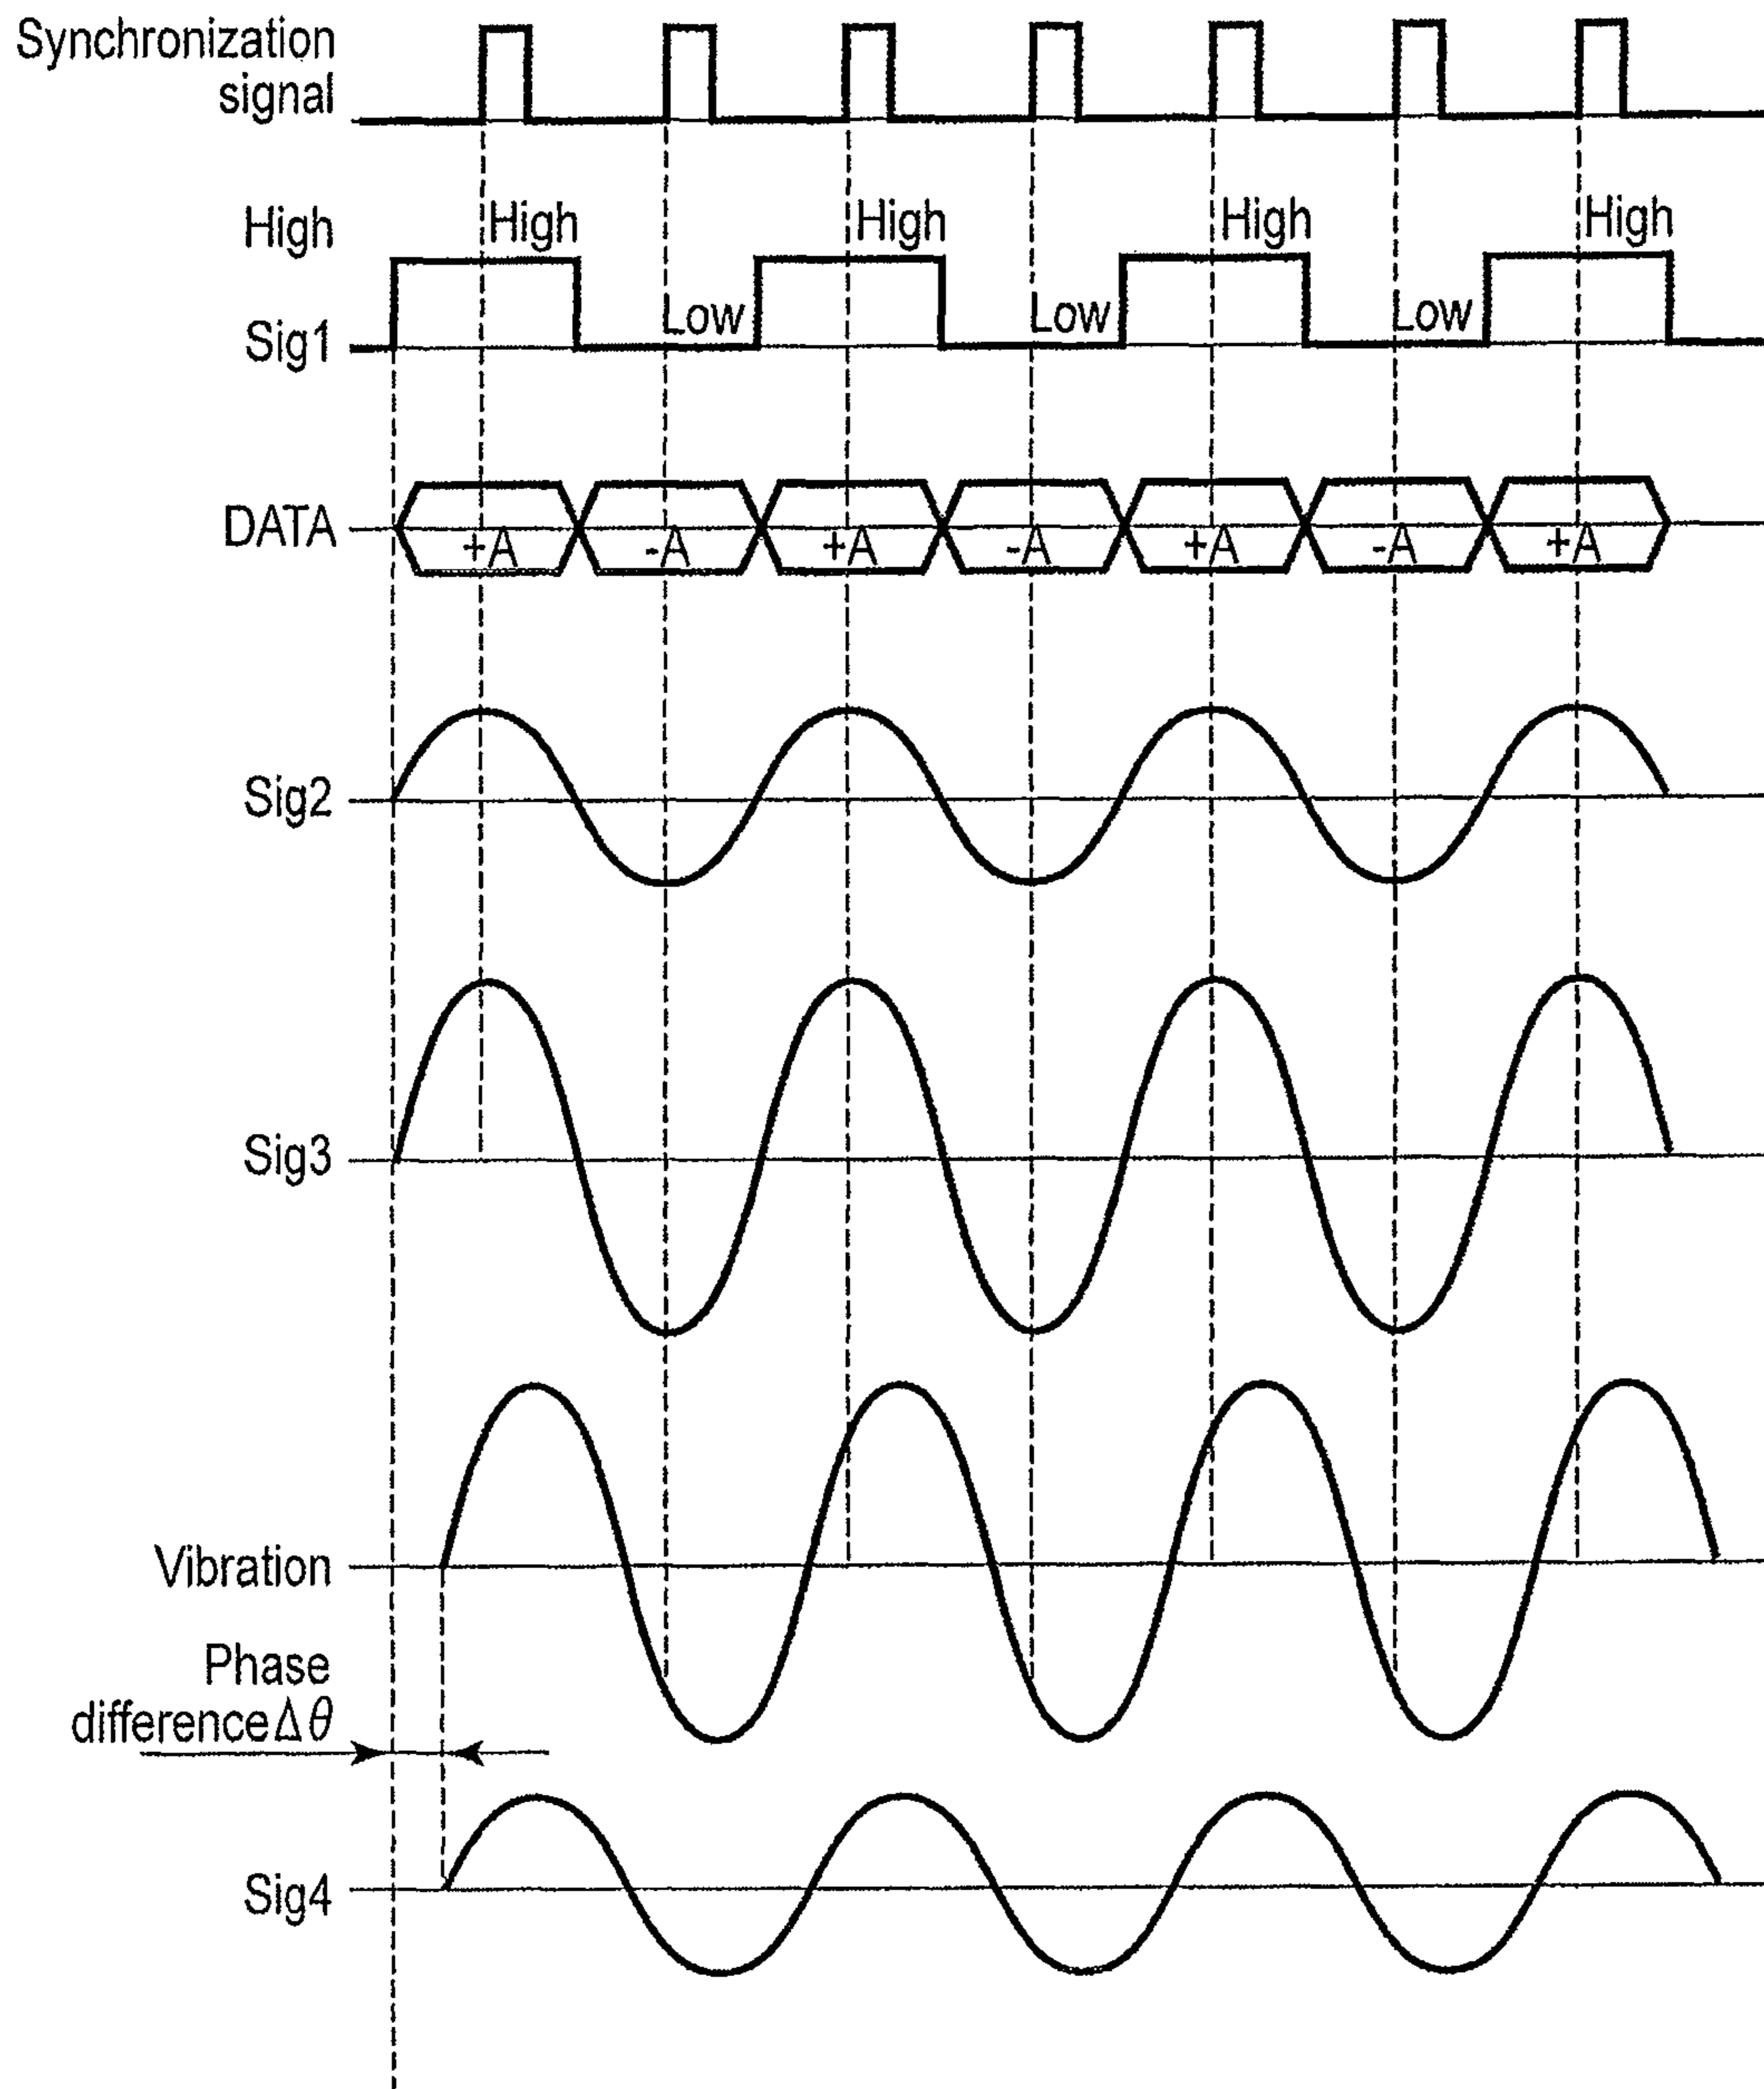 Synchronization
signal
High
High High High High
Low Low Low
Sig1
DATA
+A -A +A -A +A -A +A
Sig2
Sig3
Vibration
Phase
differenceΔθ
Sig4